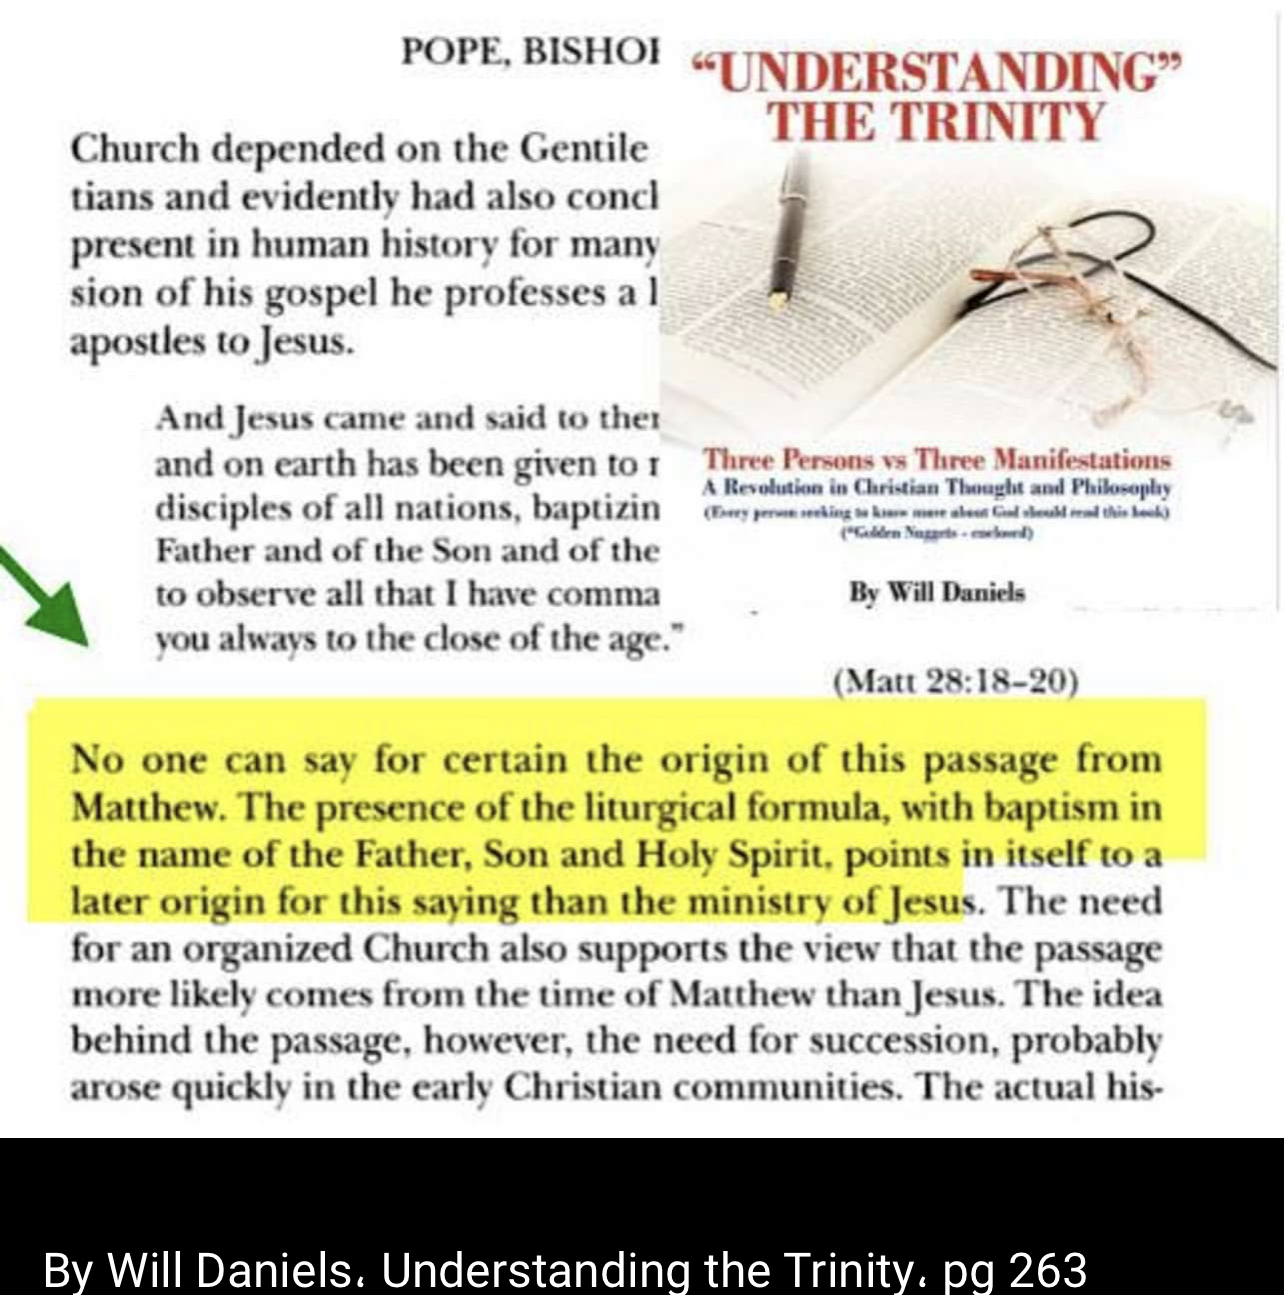 POPE, BISHOP
Church depended on the Gentile
tians and evidently had also concl
present in human history for many
sion of his gospel he professes a l
apostles to Jesus.
And Jesus came and said to ther
and on earth has been given to r
disciples of all nations, baptizin
Father and of the Son and of the
to observe all that I have comma
you always to the close of the age."
(Matt 28:18–20)
“UNDERSTANDING”
THE TRINITY
Three Persons vs Three Manifestations
A Revolution in Christian Thought and Philosophy
(Every person seeking to know more about God should read this book)
("Golden Nuggets - enclosed)
By Will Daniels
No one can say for certain the origin of this passage from
Matthew. The presence of the liturgical formula, with baptism in
the name of the Father, Son and Holy Spirit, points in itself to a
later origin for this saying than the ministry of Jesus. The need
for an organized Church also supports the view that the passage
more likely comes from the time of Matthew than Jesus. The idea
behind the passage, however, the need for succession, probably
arose quickly in the early Christian communities. The actual his-
By Will Daniels، Understanding the Trinity، pg 263